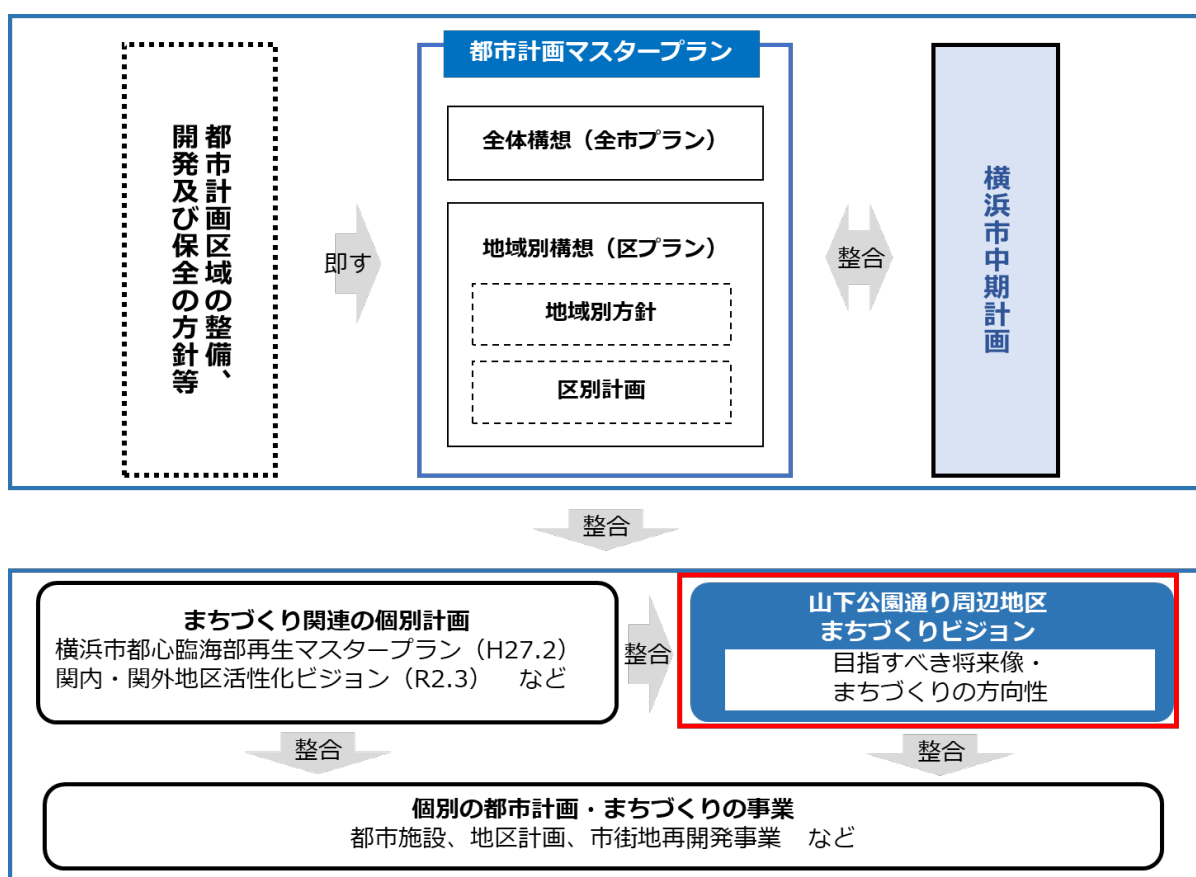 都市計画区域の整備、
開発及び保全の方針等
即す
都市計画マスタープラン
全体構想（全市プラン）
地域別構想（区プラン）
地域別方針
区別計画
整合
横浜市中期計画
整合
まちづくり関連の個別計画
横浜市都心臨海部再生マスタープラン（H27.2）
関内・関外地区活性化ビジョン（R2.3）　など
整合
山下公園通り周辺地区
まちづくりビジョン
目指すべき将来像・
まちづくりの方向性
整合
整合
個別の都市計画・まちづくりの事業
都市施設、地区計画、市街地再開発事業　など